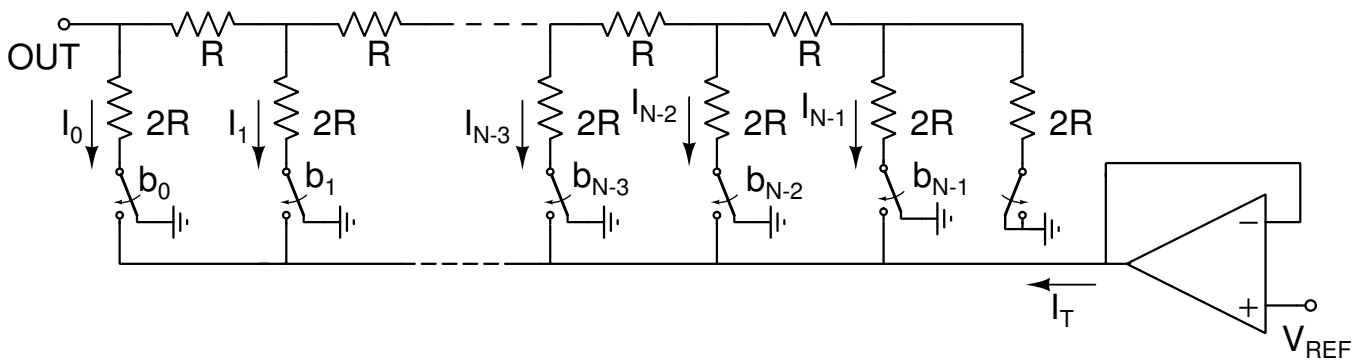 OUT
R R R R
I0 2R I1 2R IN-3 2R IN-2 2R IN-1 2R 2R
b0 b1 bN-3 bN-2 bN-1
−
+
IT
VREF